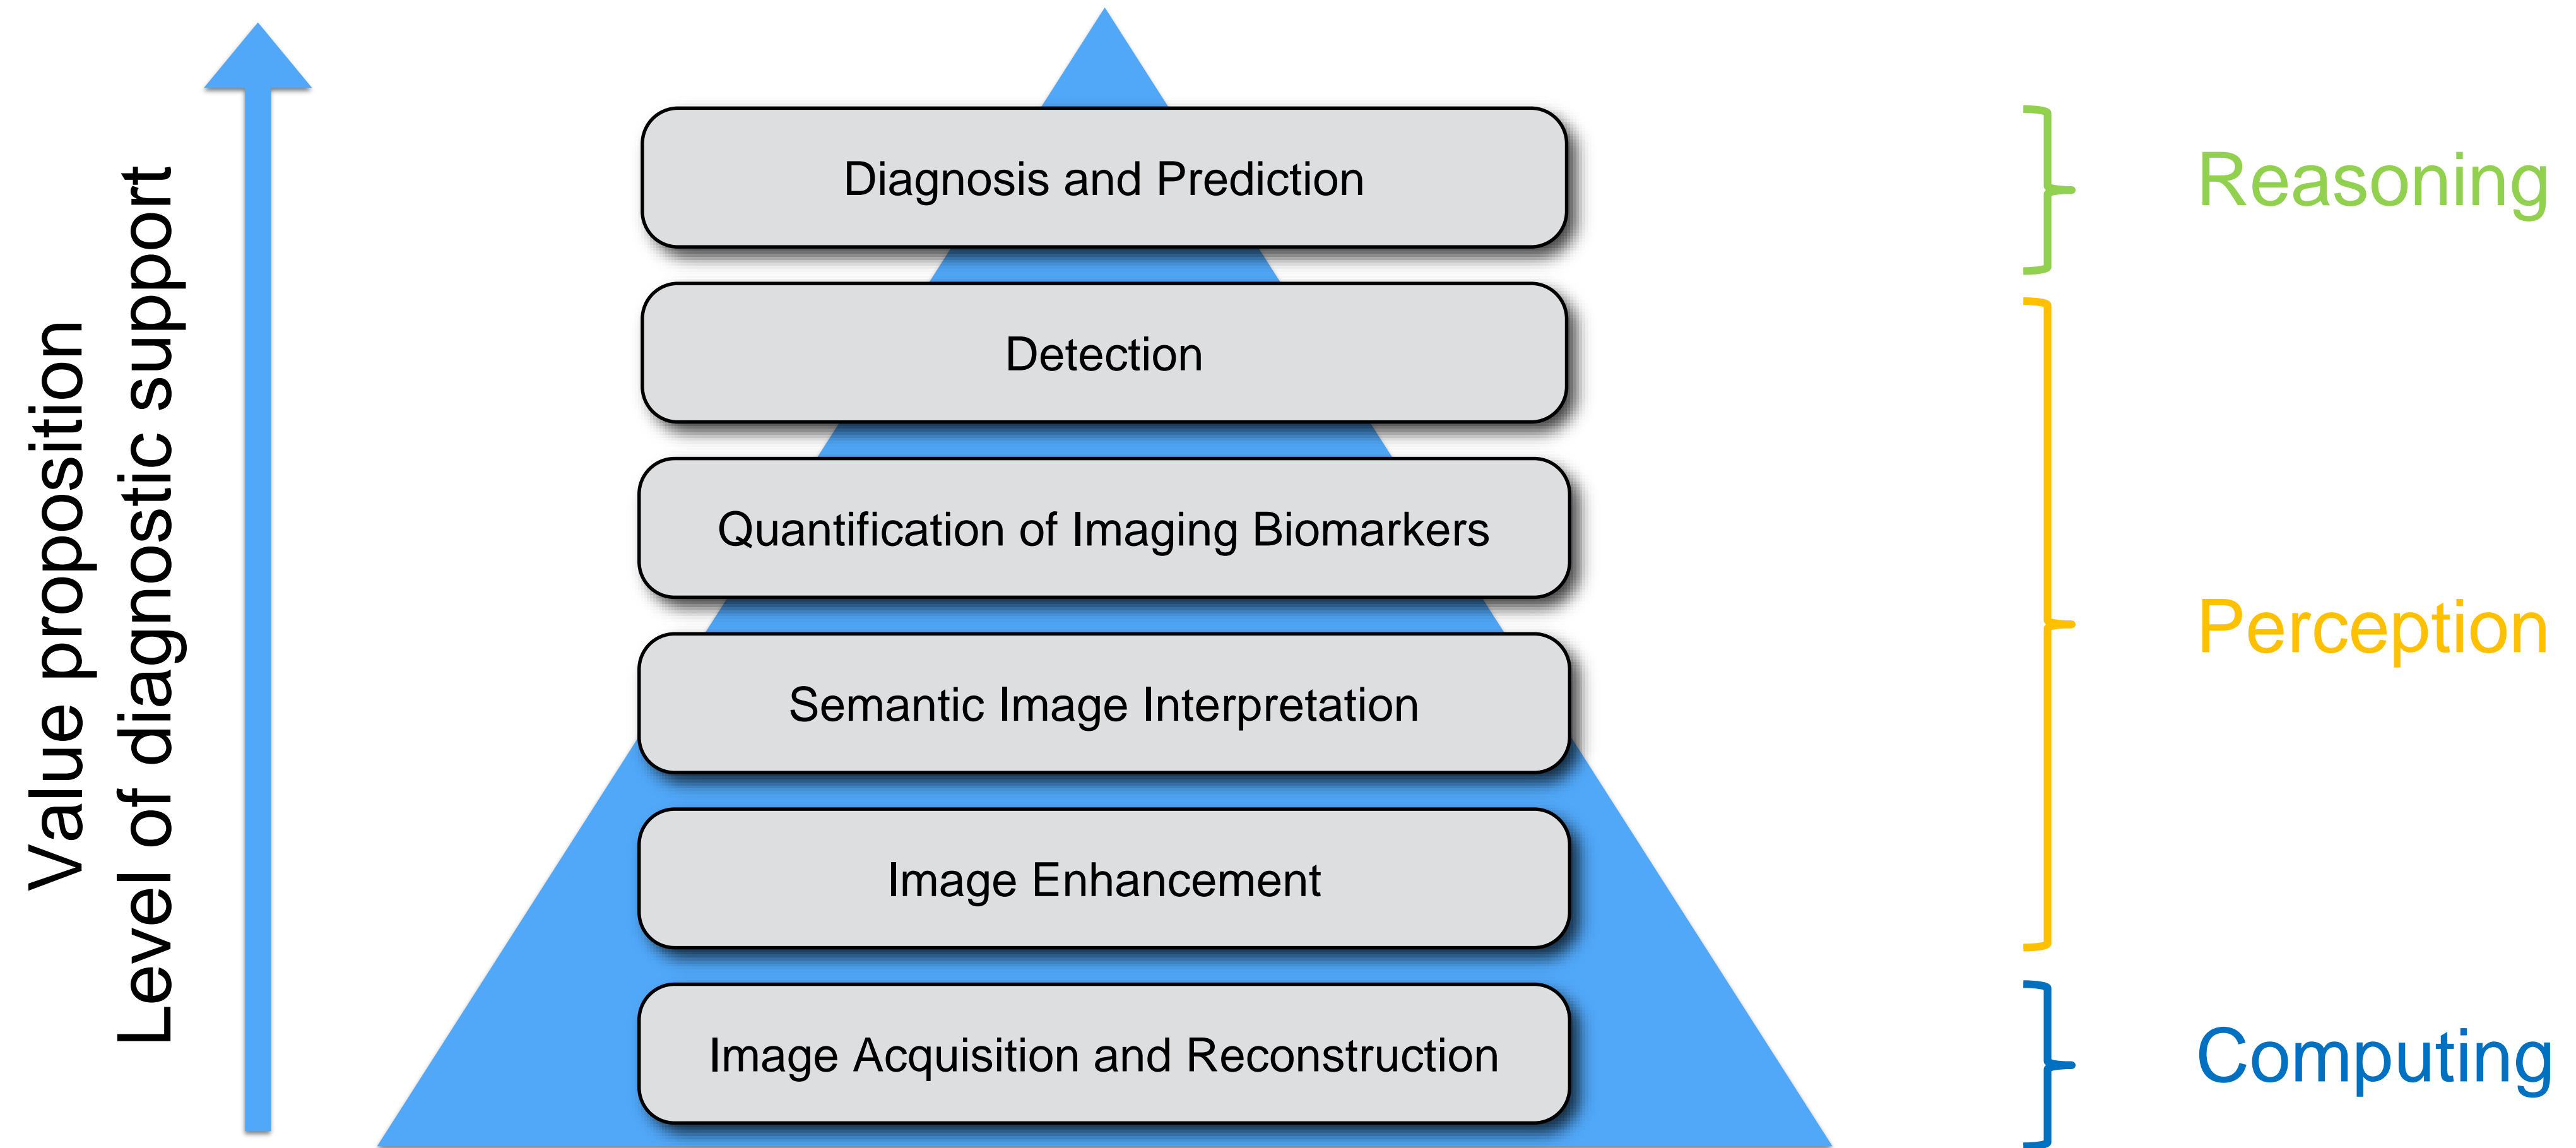 Value proposition
Level of diagnostic support
Diagnosis and Prediction
Detection
Quantification of Imaging Biomarkers
Semantic Image Interpretation
Image Enhancement
Image Acquisition and Reconstruction
Reasoning
Perception
Computing